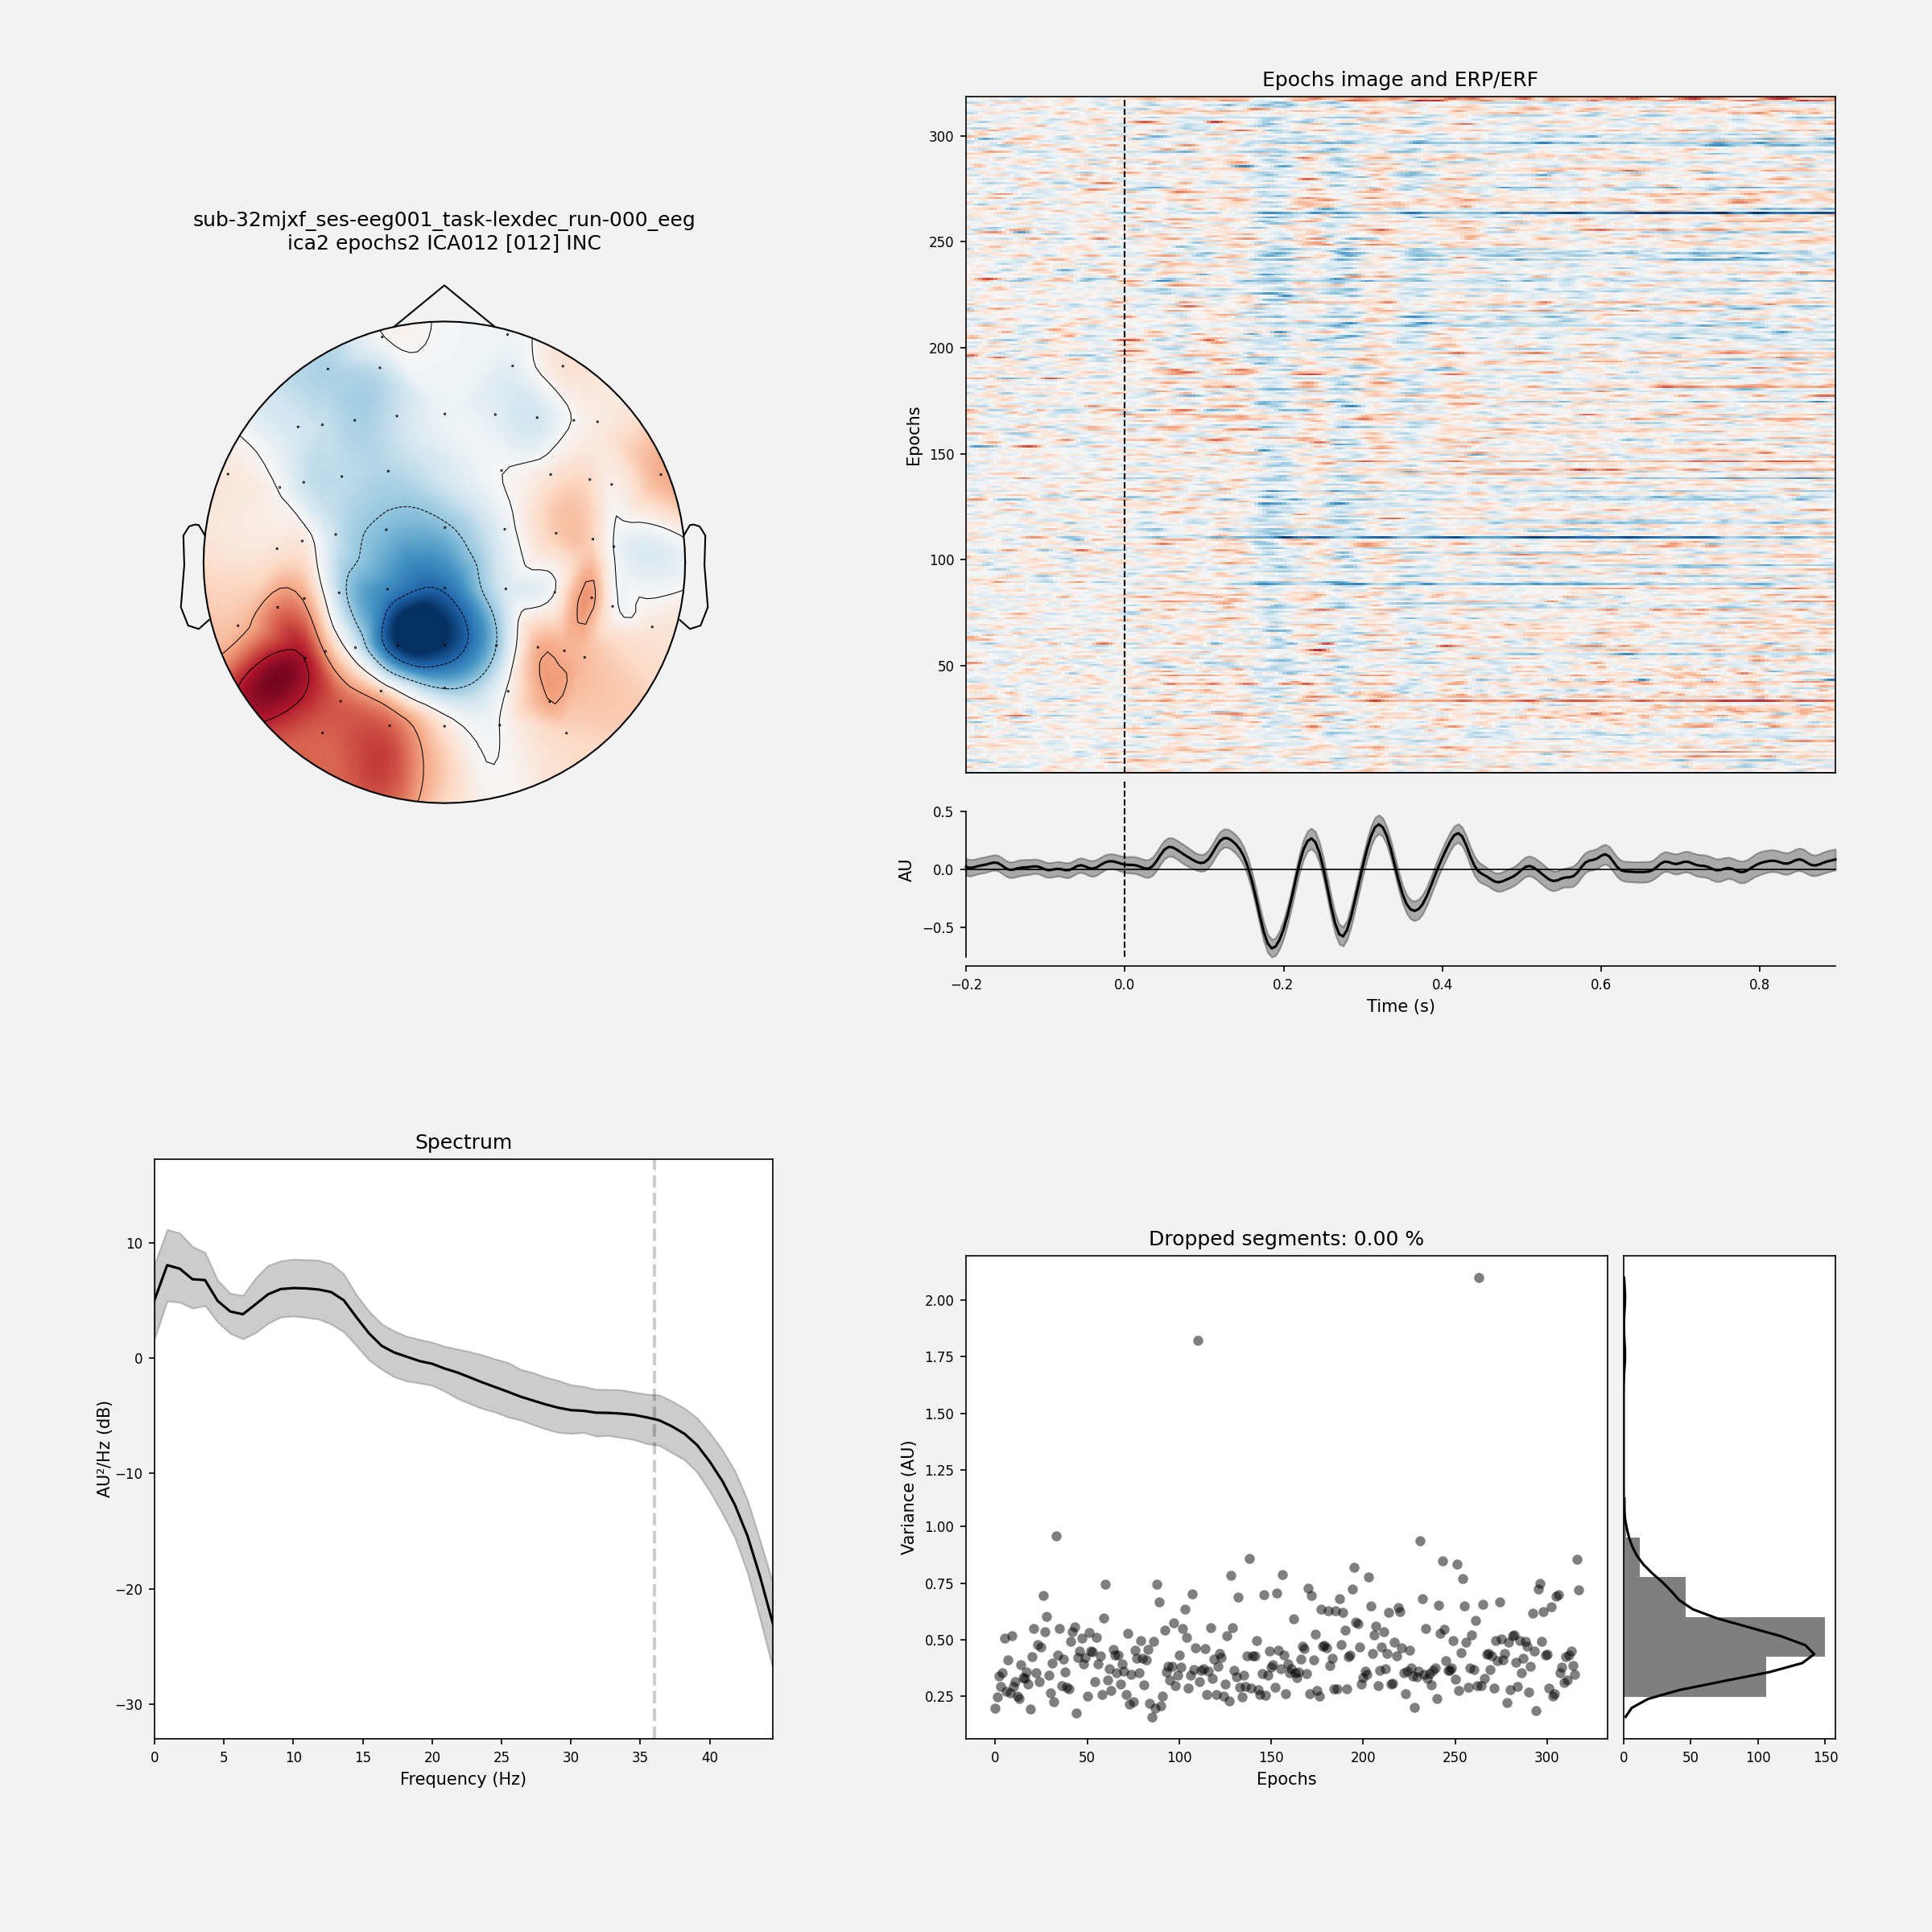 sub-32mjxf_ses-eeg001_task-lexdec_run-000_eeg
ica2 epochs2 ICA012 [012] INC
Epochs image and ERP/ERF
Epochs
300
250
200
150
100
50
AU
0.5
0.0
−0.5
−0.2 0.0 0.2 0.4 0.6 0.8
Time (s)
Spectrum
AU²/Hz (dB)
10
0
−10
−20
−30
0 5 10 15 20 25 30 35 40
Frequency (Hz)
Dropped segments: 0.00 %
Variance (AU)
2.00
1.75
1.50
1.25
1.00
0.75
0.50
0.25
0 50 100 150 200 250 300
Epochs
0 50 100 150